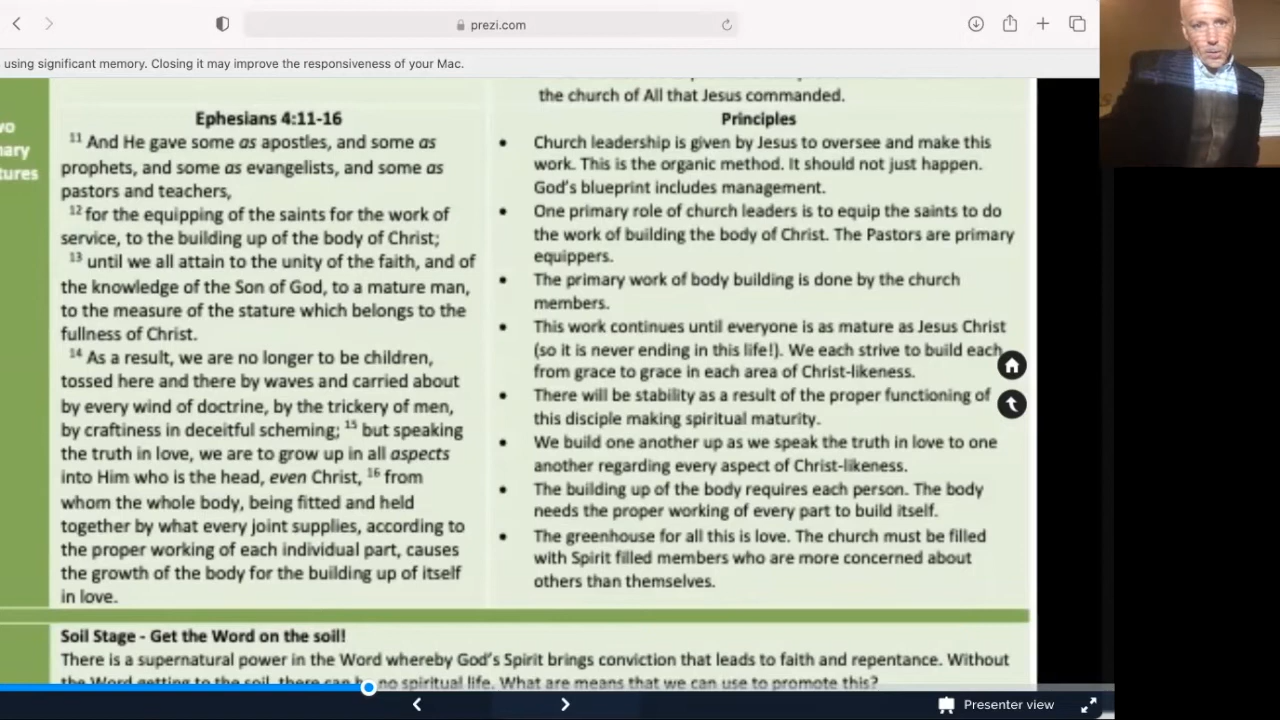 prezi.com
using significant memory. Closing it may improve the responsiveness of your Mac.
the church of All that Jesus commanded.
Ephesians 4:11-16
11 And He gave some as apostles, and some as
prophets, and some as evangelists, and some as
pastors and teachers,
12 for the equipping of the saints for the work of
service, to the building up of the body of Christ;
13 until we all attain to the unity of the faith, and of
the knowledge of the Son of God, to a mature man,
to the measure of the stature which belongs to the
fullness of Christ.
14 As a result, we are no longer to be children,
tossed here and there by waves and carried about
by every wind of doctrine, by the trickery of men,
by craftiness in deceitful scheming; 15 but speaking
the truth in love, we are to grow up in all aspects
into Him who is the head, even Christ, 16 from
whom the whole body, being fitted and held
together by what every joint supplies, according to
the proper working of each individual part, causes
the growth of the body for the building up of itself
in love.
Principles
• Church leadership is given by Jesus to oversee and make this
work. This is the organic method. It should not just happen.
God's blueprint includes management.
• One primary role of church leaders is to equip the saints to do
the work of building the body of Christ. The Pastors are primary
equippers.
• The primary work of body building is done by the church
members.
• This work continues until everyone is as mature as Jesus Christ
(so it is never ending in this life!). We each strive to build each
from grace to grace in each area of Christ-likeness.
• There will be stability as a result of the proper functioning of
this disciple making spiritual maturity.
• We build one another up as we speak the truth in love to one
another regarding every aspect of Christ-likeness.
• The building up of the body requires each person. The body
needs the proper working of every part to build itself.
• The greenhouse for all this is love. The church must be filled
with Spirit filled members who are more concerned about
others than themselves.
Soil Stage - Get the Word on the soil!
There is a supernatural power in the Word whereby God's Spirit brings conviction that leads to faith and repentance. Without
the Word getting to the soil, there can be no spiritual life. What are means that we can use to promote this?
Presenter view